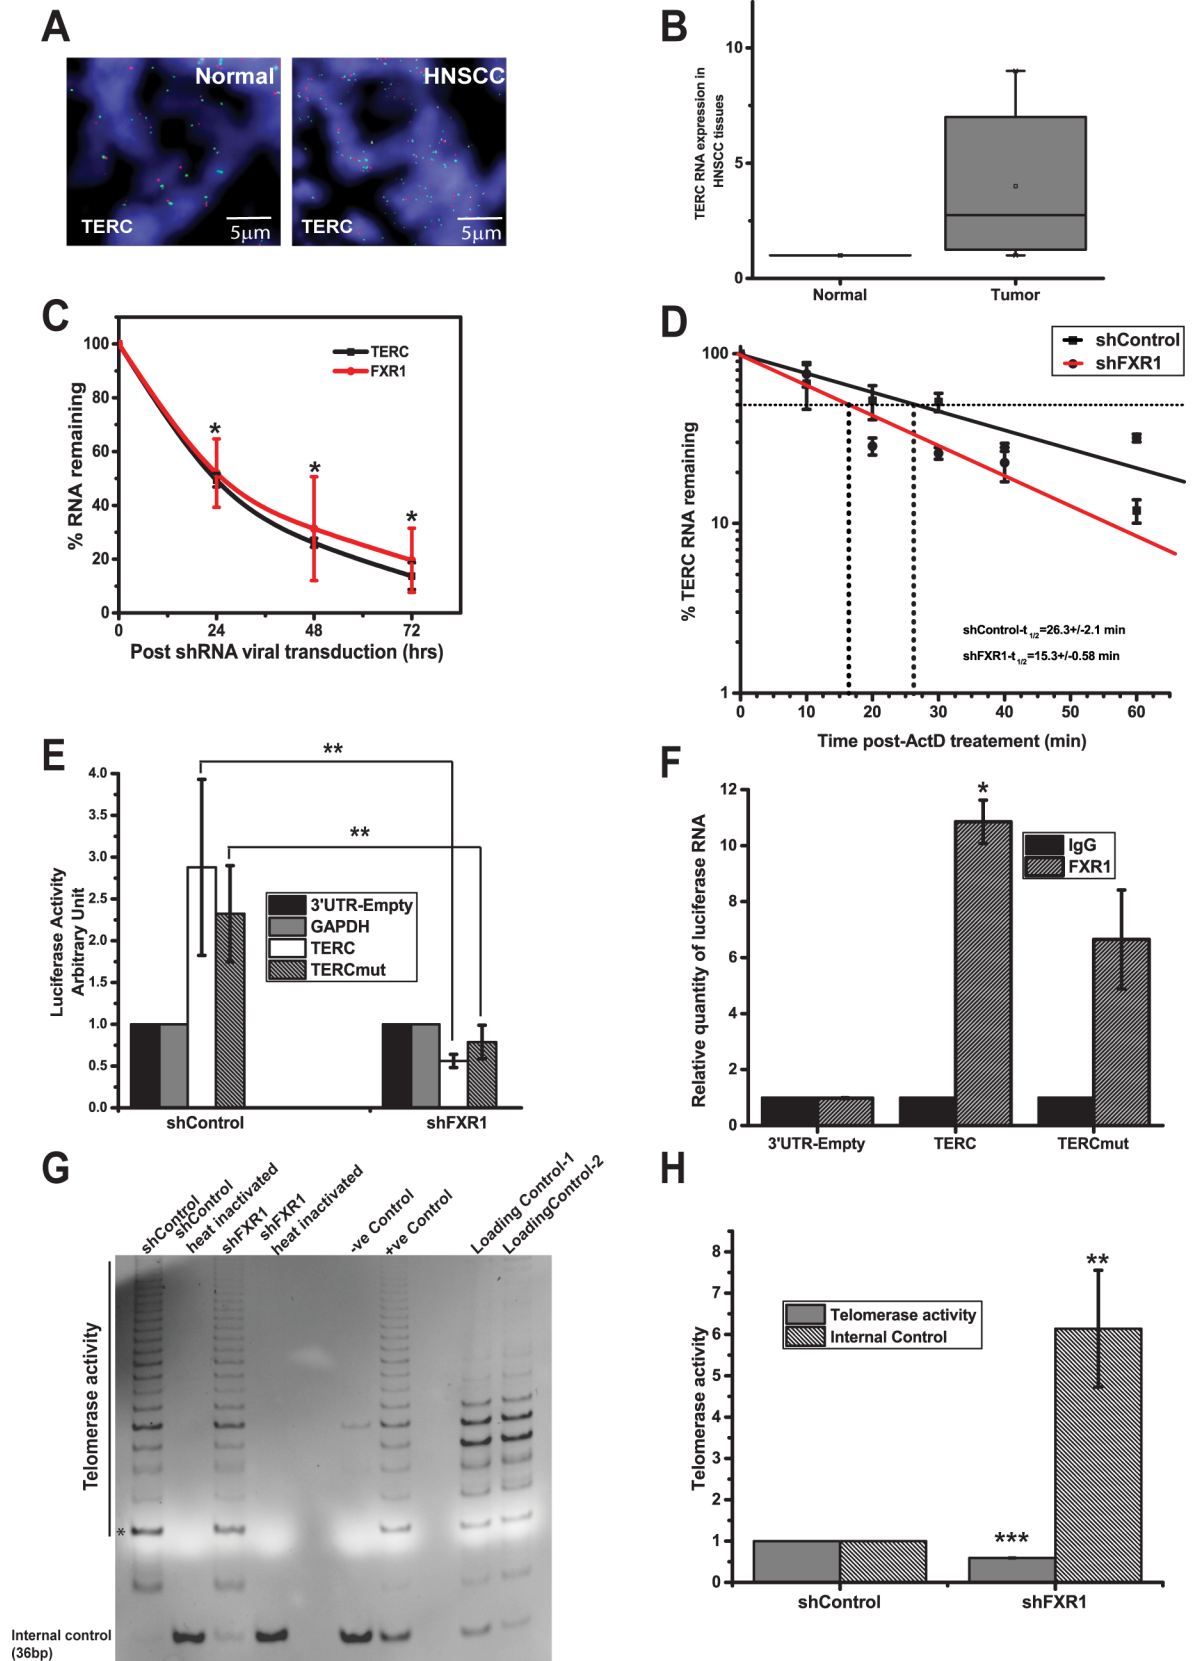 A
Normal
TERC
5μm
HNSCC
TERC
5μm
B
TERC RNA expression in
HNSCC tissues
10
5
0
Normal
Tumor
C
% RNA remaining
100
80
60
40
20
0
TERC
FXR1
*
*
*
0
24
48
72
Post shRNA viral transduction (hrs)
D
% TERC RNA remaining
100
10
1
shControl
shFXR1
shControl-t1/2=26.3+/-2.1 min
shFXR1-t1/2=15.3+/-0.58 min
0
10
20
30
40
50
60
Time post-ActD treatement (min)
E
Luciferase Activity
Arbitrary Unit
4.0
3.5
3.0
2.5
2.0
1.5
1.0
0.5
0.0
**
**
3'UTR-Empty
GAPDH
TERC
TERCmut
shControl
shFXR1
F
Relative quantity of luciferase RNA
12
10
8
6
4
2
0
*
IgG
FXR1
3'UTR-Empty
TERC
TERCmut
G
shControl
shControl
heat inactivated
shFXR1
shFXR1
heat inactivated
-ve Control
+ve Control
Loading Control-1
LoadingControl-2
Telomerase activity
*
Internal control
(36bp)
H
Telomerase activity
8
7
6
5
4
3
2
1
0
Telomerase activity
Internal Control
***
**
shControl
shFXR1